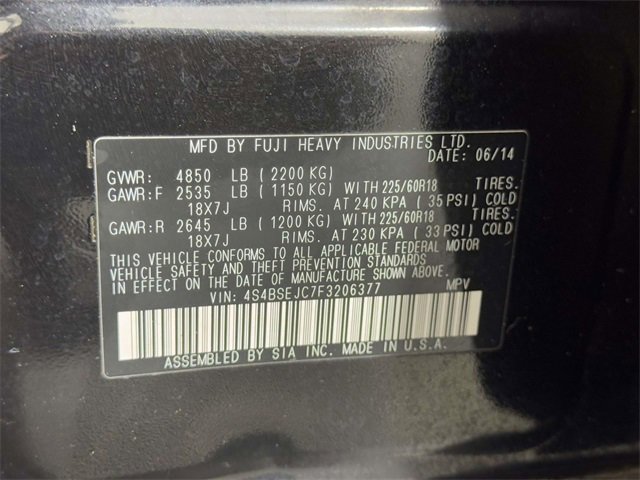 MFD BY FUJI HEAVY INDUSTRIES LTD.
DATE: 06/14
GVWR: 4850 LB (2200 KG)
GAWR:F 2535 LB (1150 KG) WITH 225/60R18 TIRES.
18X7J RIMS. AT 240 KPA (35 PSI) COLD
GAWR:R 2645 LB (1200 KG) WITH 225/60R18 TIRES.
18X7J RIMS. AT 230 KPA (33 PSI) COLD
THIS VEHICLE CONFORMS TO ALL APPLICABLE FEDERAL MOTOR
VEHICLE SAFETY AND THEFT PREVENTION STANDARDS
IN EFFECT ON THE DATE OF MANUFACTURE SHOWN ABOVE.
VIN: 4S4BSEJC7F3206377 MPV
ASSEMBLED BY SIA INC. MADE IN U.S.A.